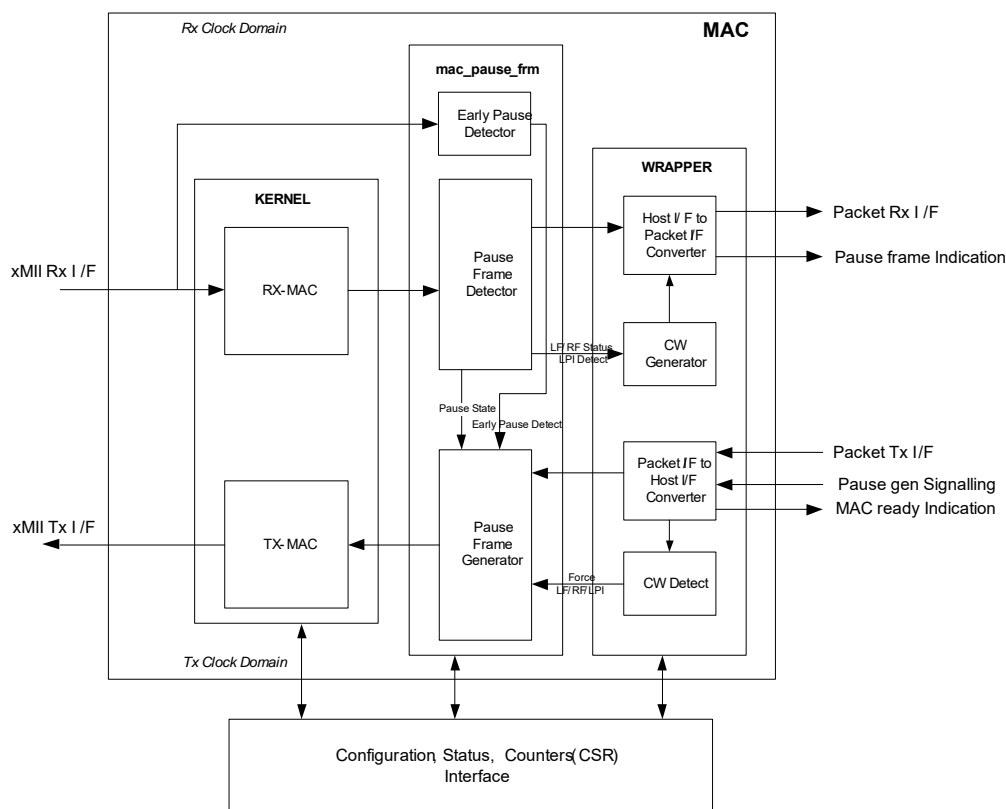 Rx Clock Domain
MAC
mac_pause_frm
Early Pause
Detector
WRAPPER
KERNEL
Host I/F to
Packet I/F
Converter
Packet Rx I/F
Pause frame Indication
xMII Rx I/F
RX-MAC
Pause
Frame
Detector
LF/RF Status
LPI Detect
CW
Generator
Pause State
Early Pause Detect
Packet I/F to
Host I/F
Converter
Packet Tx I/F
Pause gen Signalling
MAC ready Indication
xMII Tx I/F
TX-MAC
Pause
Frame
Generator
Force
LF/RF/LPI
CW Detect
Tx Clock Domain
Configuration, Status, Counters(CSR)
Interface